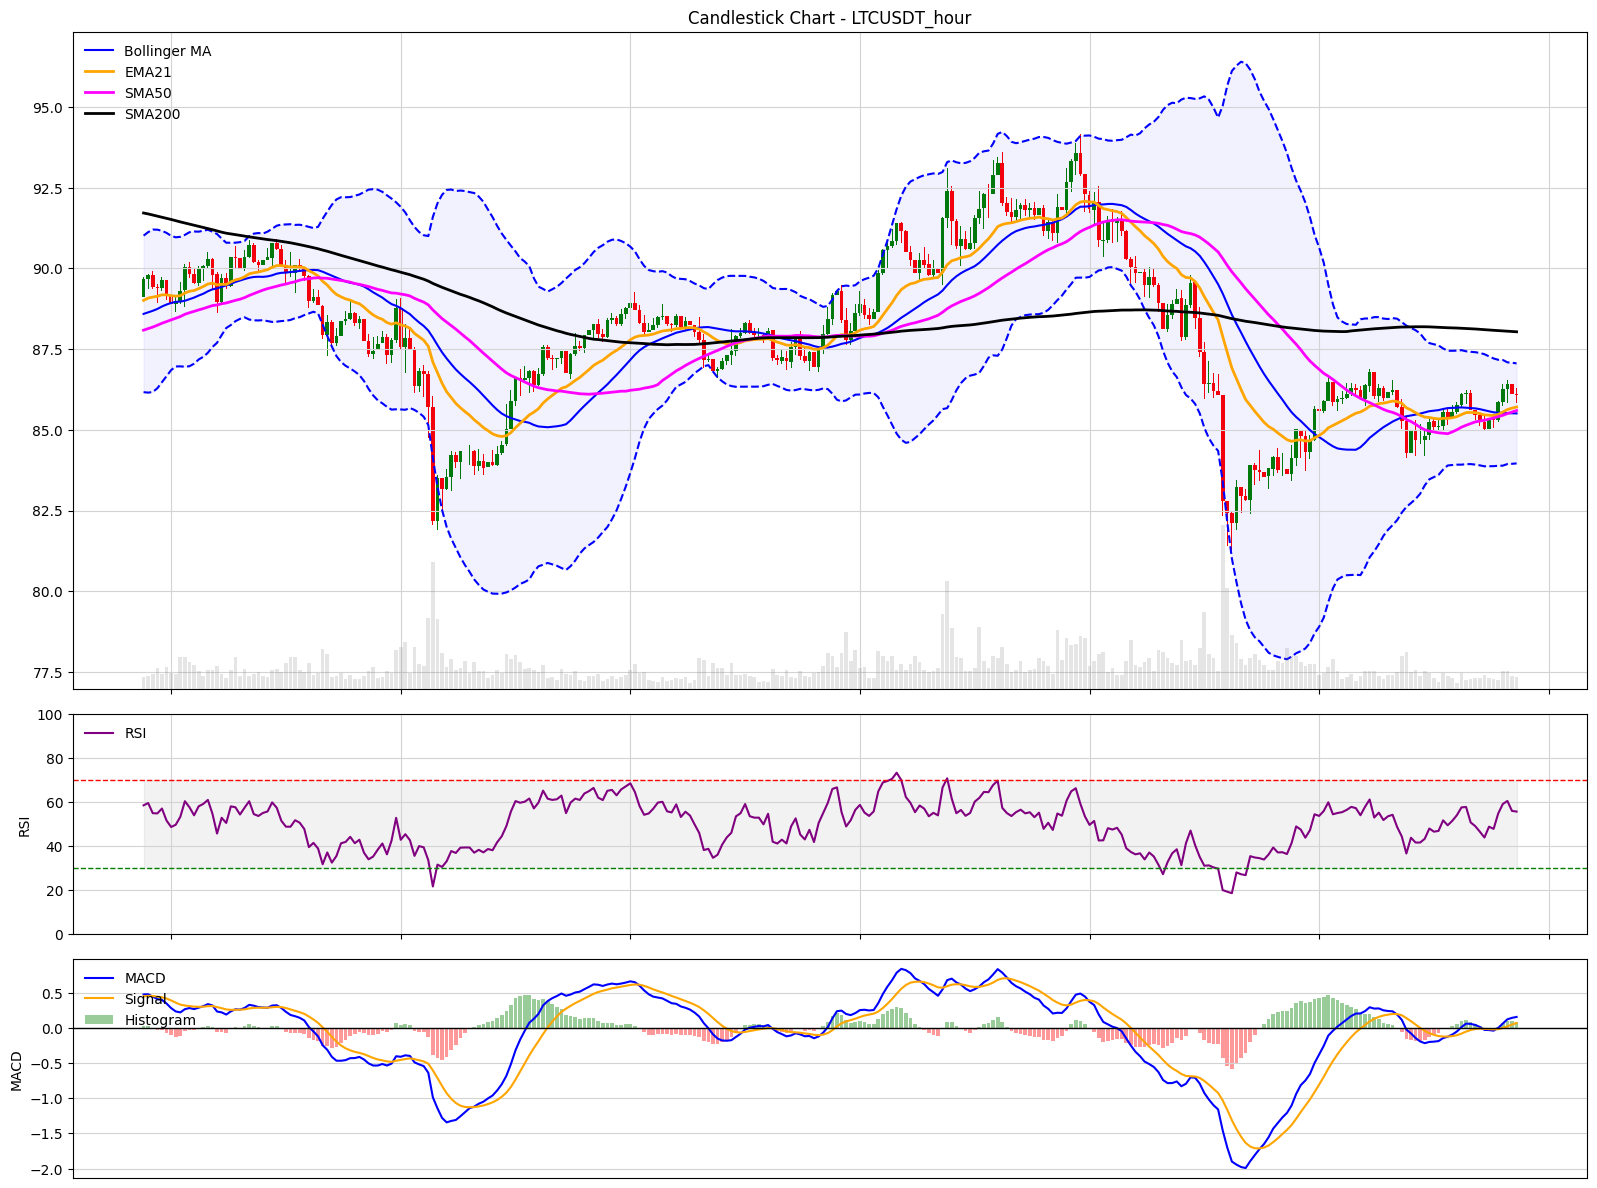 Candlestick Chart - LTCUSDT_hour
Bollinger MA
EMA21
SMA50
SMA200
95.0
92.5
90.0
87.5
85.0
82.5
80.0
77.5
100
RSI
80
60
40
20
0
RSI
MACD
Signal
Histogram
0.5
0.0
−0.5
−1.0
−1.5
−2.0
MACD